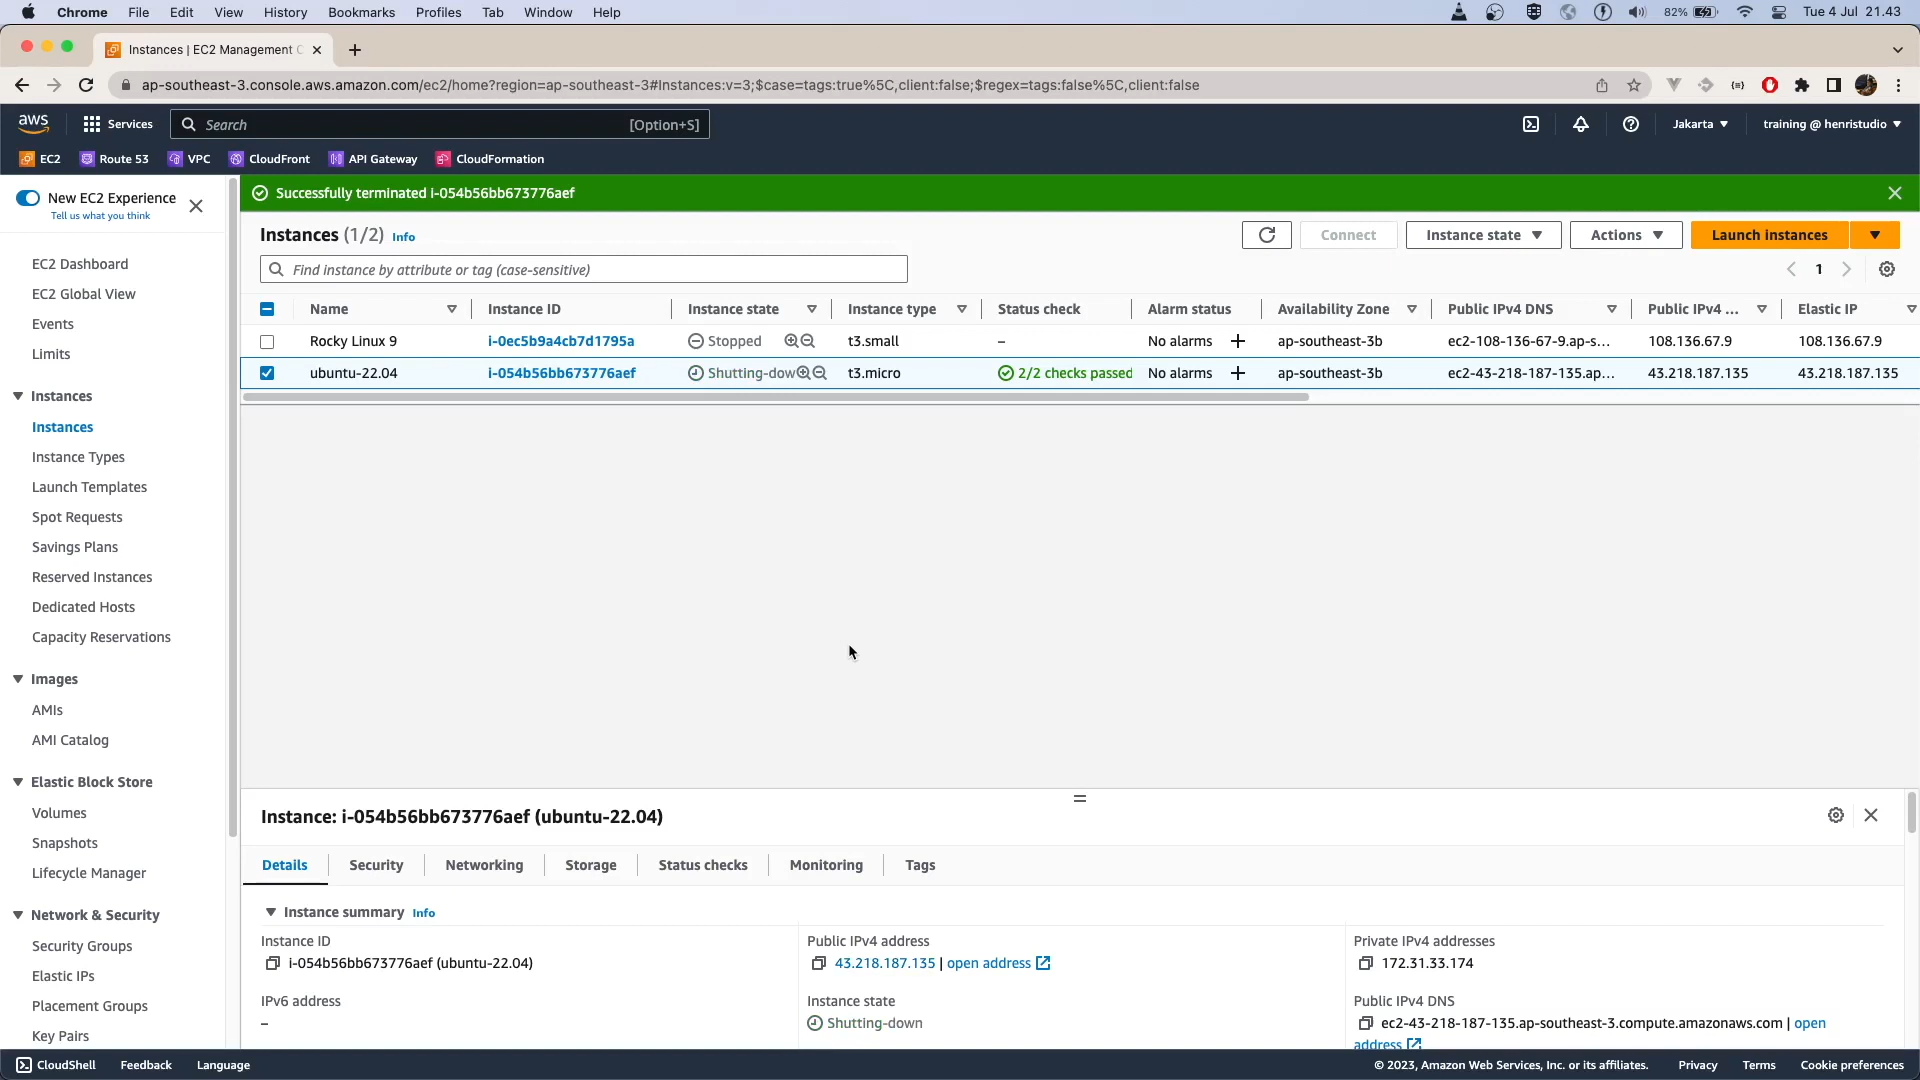 Chrome File Edit View History Bookmarks Profiles Tab Window Help 82% Tue 4 Jul 21.43
Instances | EC2 Management C
ap-southeast-3.console.aws.amazon.com/ec2/home?region=ap-southeast-3#Instances:v=3;$case=tags:true%5C,client:false;$regex=tags:false%5C,client:false
aws Services Search [Option+S] Jakarta training @ henristudio
EC2 Route 53 VPC CloudFront API Gateway CloudFormation
New EC2 Experience
Tell us what you think
EC2 Dashboard
EC2 Global View
Events
Limits
Instances
Instances
Instance Types
Launch Templates
Spot Requests
Savings Plans
Reserved Instances
Dedicated Hosts
Capacity Reservations
Images
AMIs
AMI Catalog
Elastic Block Store
Volumes
Snapshots
Lifecycle Manager
Network & Security
Security Groups
Elastic IPs
Placement Groups
Key Pairs
Successfully terminated i-054b56bb673776aef
Instances (1/2) Info Connect Instance state Actions Launch instances
Find instance by attribute or tag (case-sensitive) 1
Name Instance ID Instance state Instance type Status check Alarm status Availability Zone Public IPv4 DNS Public IPv4 ... Elastic IP
Rocky Linux 9 i-0ec5b9a4cb7d1795a Stopped t3.small – No alarms ap-southeast-3b ec2-108-136-67-9.ap-s... 108.136.67.9 108.136.67.9
ubuntu-22.04 i-054b56bb673776aef Shutting-dow t3.micro 2/2 checks passed No alarms ap-southeast-3b ec2-43-218-187-135.ap... 43.218.187.135 43.218.187.135
Instance: i-054b56bb673776aef (ubuntu-22.04)
Details Security Networking Storage Status checks Monitoring Tags
Instance summary Info
Instance ID
i-054b56bb673776aef (ubuntu-22.04)
IPv6 address
–
Public IPv4 address
43.218.187.135 | open address
Instance state
Shutting-down
Private IPv4 addresses
172.31.33.174
Public IPv4 DNS
ec2-43-218-187-135.ap-southeast-3.compute.amazonaws.com | open
address
CloudShell Feedback Language © 2023, Amazon Web Services, Inc. or its affiliates. Privacy Terms Cookie preferences